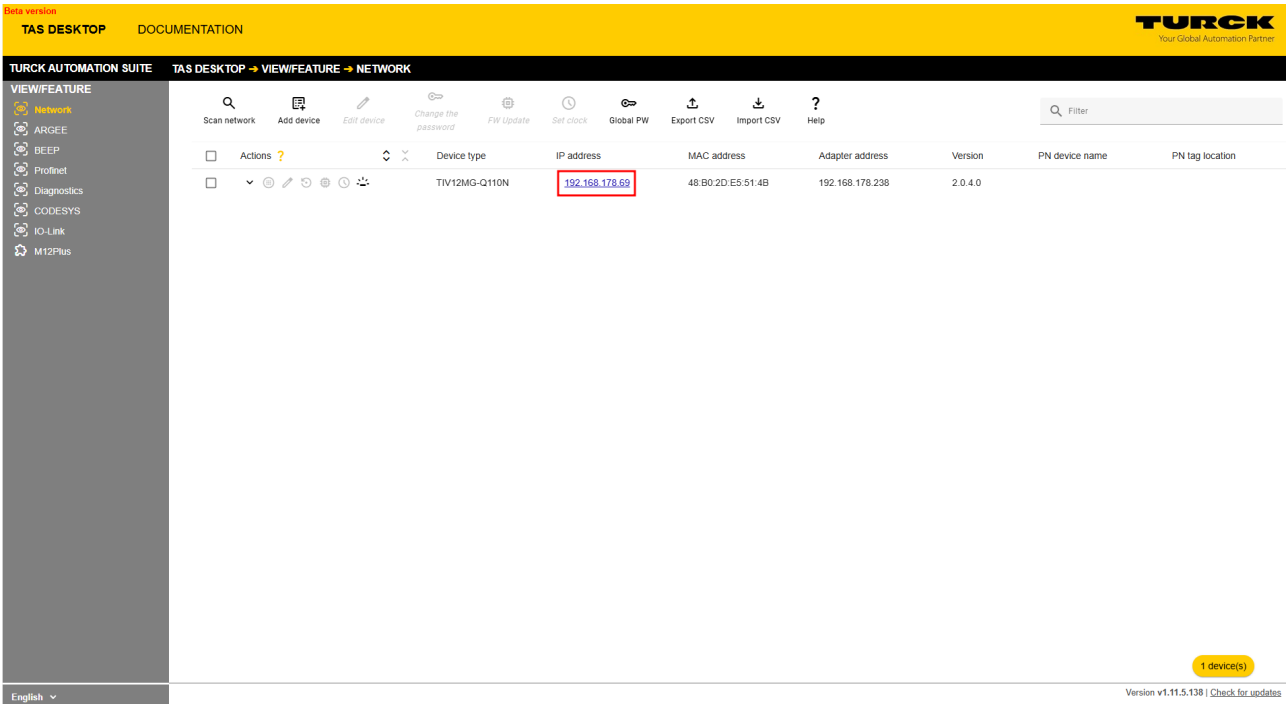 Beta version
TAS DESKTOP DOCUMENTATION
TURCK
Your Global Automation Partner
TURCK AUTOMATION SUITE TAS DESKTOP ➔ VIEW/FEATURE ➔ NETWORK
VIEW/FEATURE
Network
ARGEE
BEEP
Profinet
Diagnostics
CODESYS
IO-Link
M12Plus
Scan network
Add device
Edit device
Change the
password
FW Update
Set clock
Global PW
Export CSV
Import CSV
? Help
Filter
Actions ? Device type IP address MAC address Adapter address Version PN device name PN tag location
TIV12MG-Q110N 192.168.178.69 48:B0:2D:E5:51:4B 192.168.178.238 2.0.4.0
1 device(s)
English
Version v1.11.5.138 | Check for updates